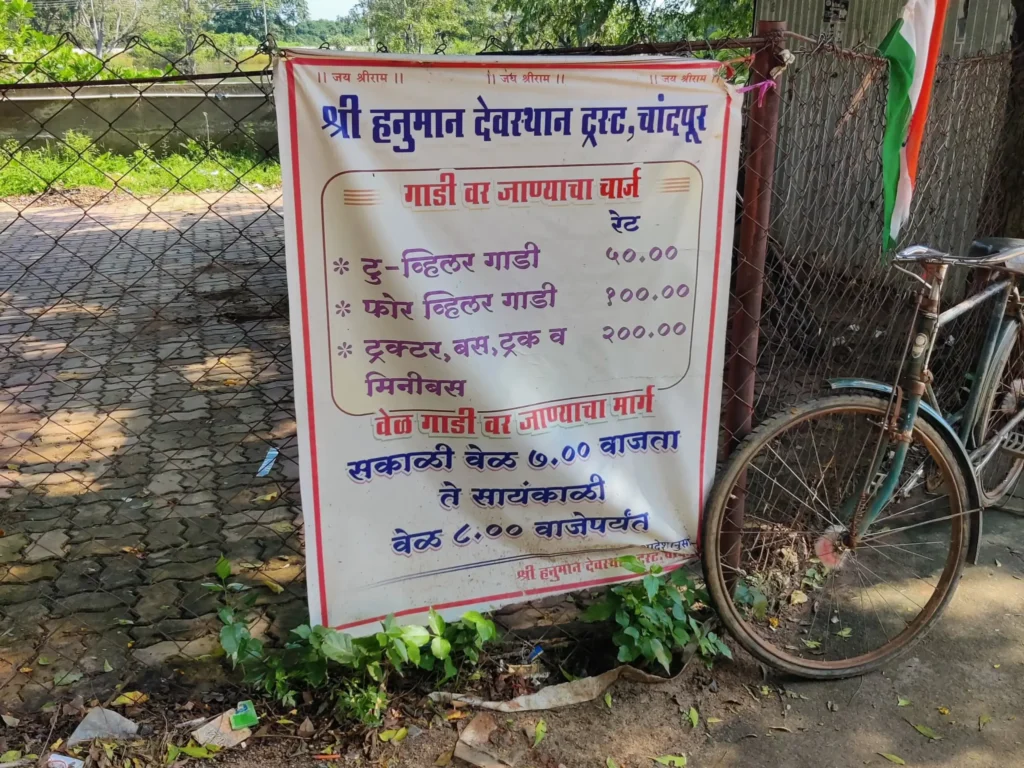 || जय श्रीराम || || जय श्रीराम || || जय श्रीराम ||
श्री हनुमान देवस्थान ट्रस्ट,चांदपूर
गाडी वर जाण्याचा चार्ज
रेट
* टु-व्हिलर गाडी ५०.००
* फोर व्हिलर गाडी १००.००
* ट्रक्टर,बस,ट्रक व २००.००
मिनीबस
वेळ गाडी वर जाण्याचा मार्ग
सकाळी वेळ ७.०० वाजता
ते सायंकाळी
वेळ ८.०० वाजेपर्यंत
श्री हनुमान देवस्थान ट्रस्ट,